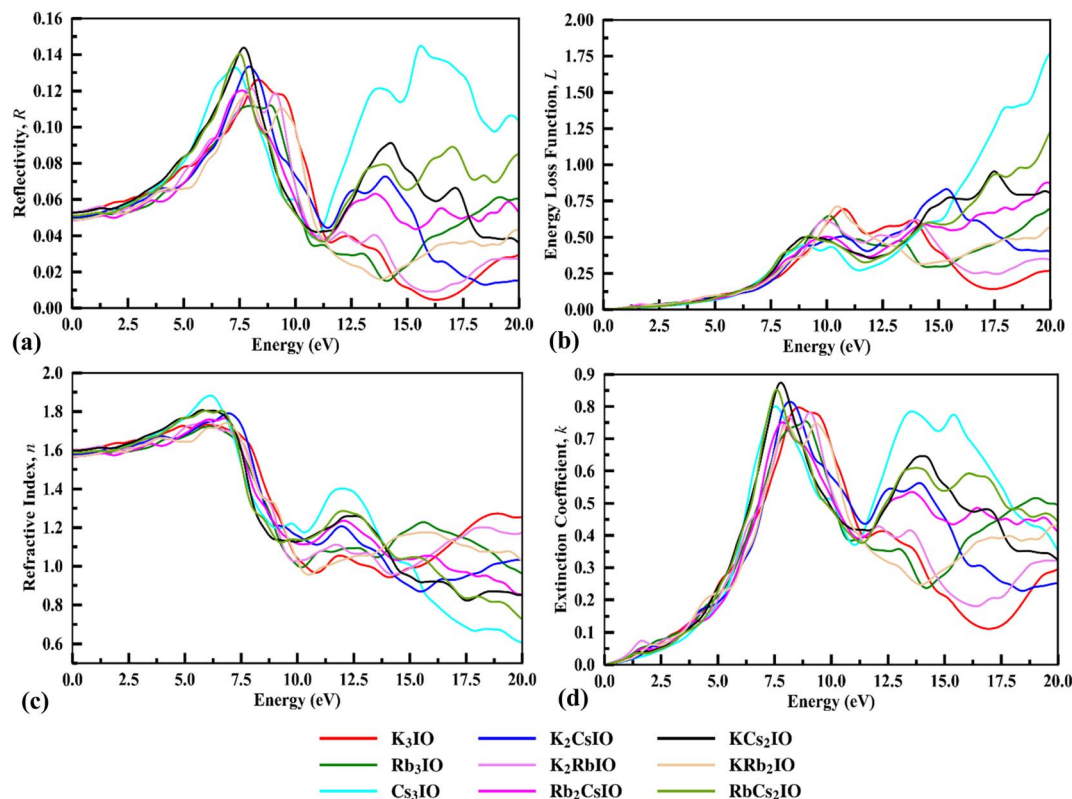 0.16
0.14
0.12
0.10
0.08
0.06
0.04
0.02
0.00
Reflectivity, R
0.0 2.5 5.0 7.5 10.0 12.5 15.0 17.5 20.0
Energy (eV)
(a)
2.00
1.75
1.50
1.25
1.00
0.75
0.50
0.25
0.00
Energy Loss Function, L
0.0 2.5 5.0 7.5 10.0 12.5 15.0 17.5 20.0
Energy (eV)
(b)
2.0
1.8
1.6
1.4
1.2
1.0
0.8
0.6
Refractive Index, n
0.0 2.5 5.0 7.5 10.0 12.5 15.0 17.5 20.0
Energy (eV)
(c)
0.9
0.8
0.7
0.6
0.5
0.4
0.3
0.2
0.1
0.0
Extinction Coefficient, k
0.0 2.5 5.0 7.5 10.0 12.5 15.0 17.5 20.0
Energy (eV)
(d)
K₃IO K₂CsIO KCs₂IO
Rb₃IO K₂RbIO KRb₂IO
Cs₃IO Rb₂CsIO RbCs₂IO